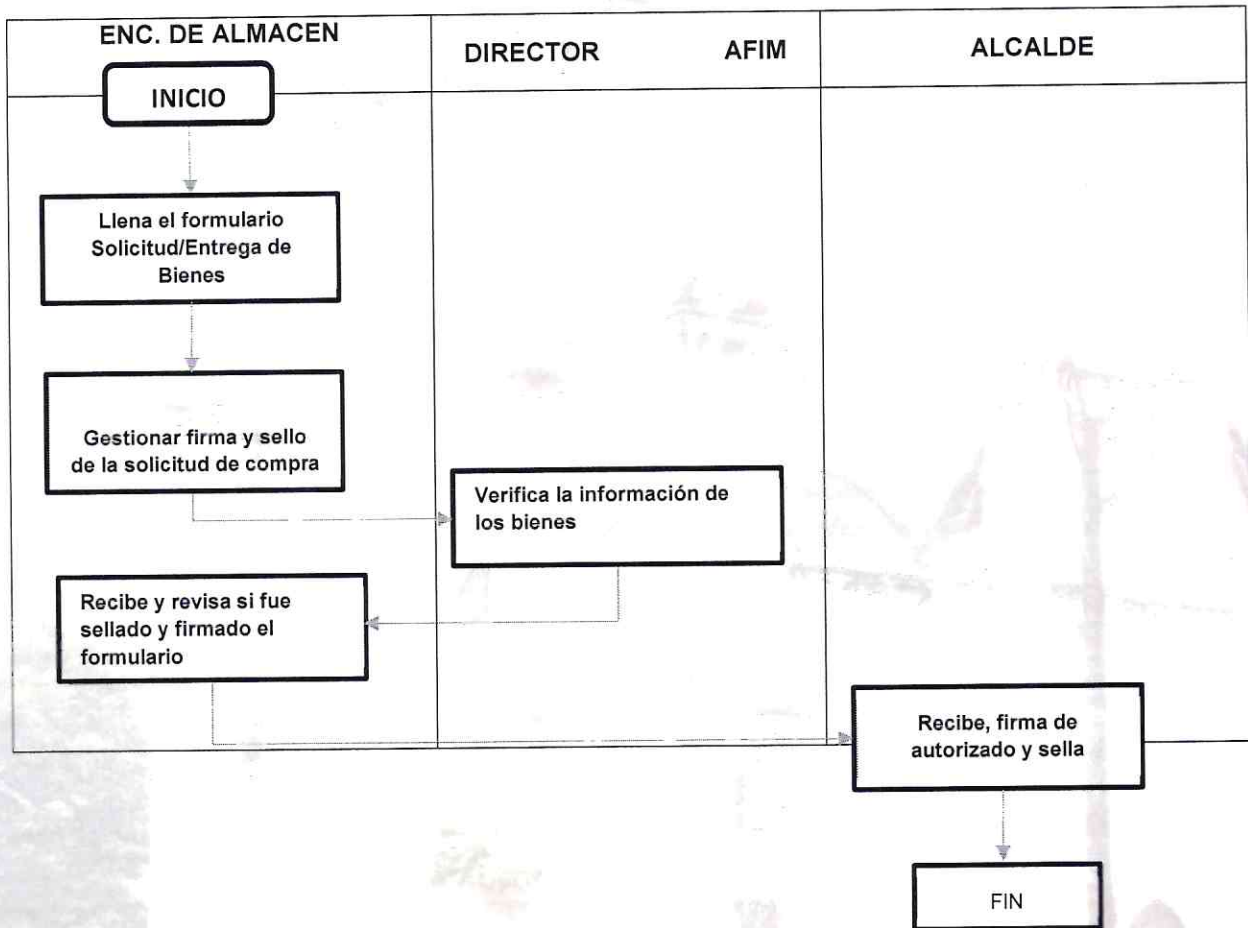 ENC. DE ALMACEN
DIRECTOR AFIM
ALCALDE
INICIO
Llena el formulario
Solicitud/Entrega de
Bienes
Gestionar firma y sello
de la solicitud de compra
Verifica la información de
los bienes
Recibe y revisa si fue
sellado y firmado el
formulario
Recibe, firma de
autorizado y sella
FIN